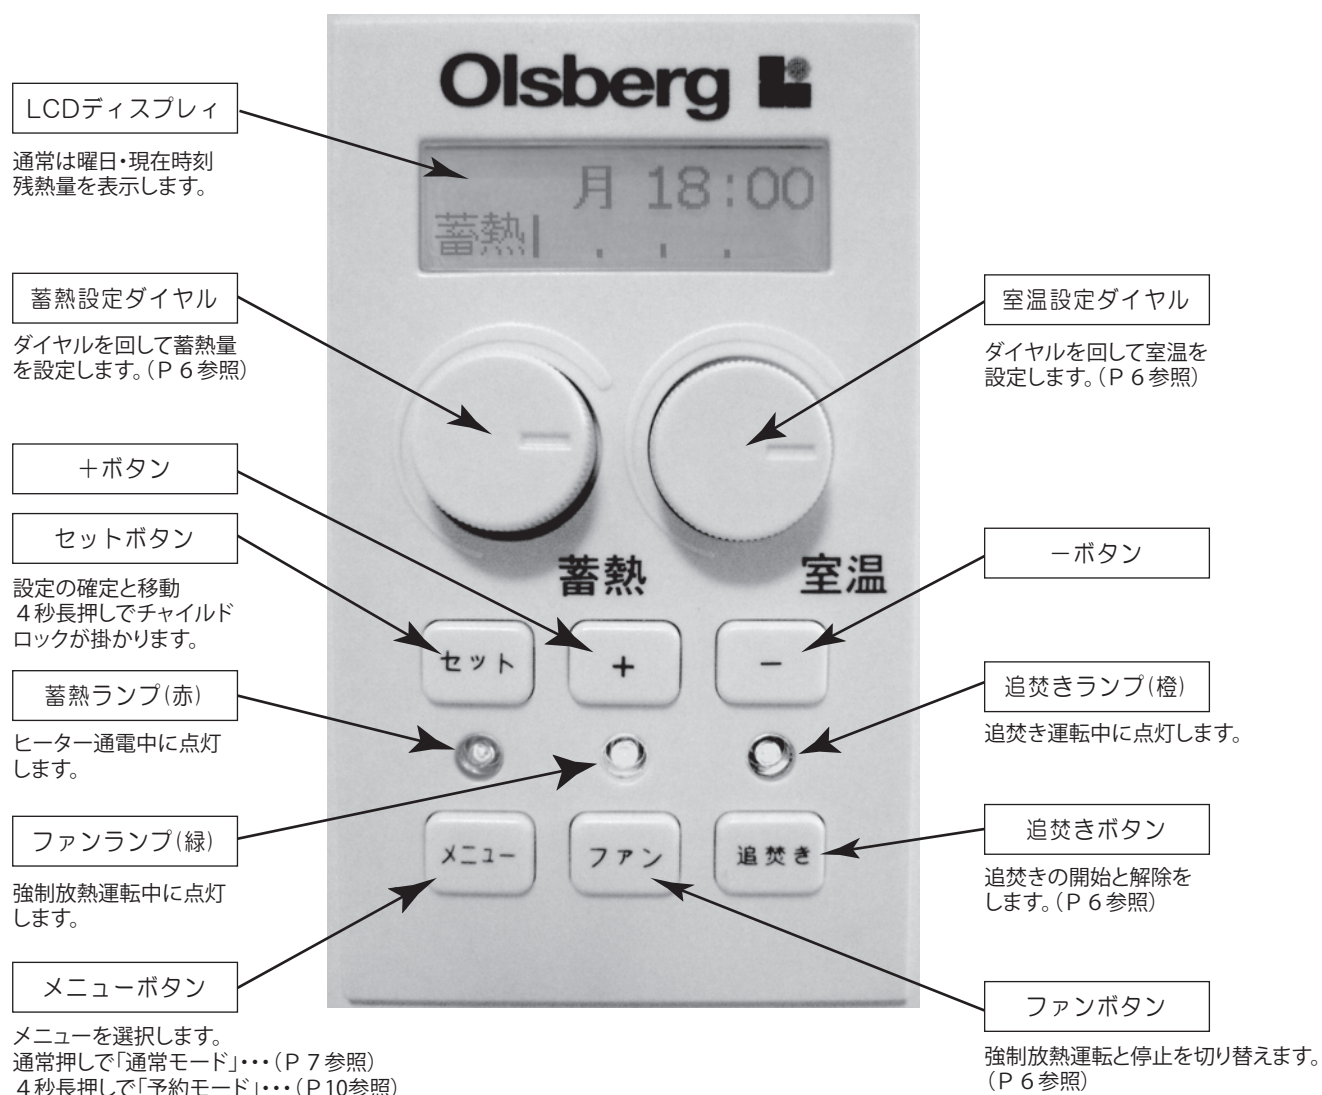 Olsberg
月 18:00
蓄熱
蓄熱
室温
セット
+
−
メニュー
ファン
追焚き
LCDディスプレィ
通常は曜日・現在時刻
残熱量を表示します。
蓄熱設定ダイヤル
ダイヤルを回して蓄熱量
を設定します。(P6参照)
+ボタン
セットボタン
設定の確定と移動
4秒長押しでチャイルド
ロックが掛かります。
蓄熱ランプ(赤)
ヒーター通電中に点灯
します。
ファンランプ(緑)
強制放熱運転中に点灯
します。
メニューボタン
メニューを選択します。
通常押しで「通常モード」・・・(P7参照)
4秒長押しで「予約モード」・・・(P10参照)
室温設定ダイヤル
ダイヤルを回して室温を
設定します。(P6参照)
−ボタン
追焚きランプ(橙)
追焚き運転中に点灯します。
追焚きボタン
追焚きの開始と解除を
します。(P6参照)
ファンボタン
強制放熱運転と停止を切り替えます。
(P6参照)